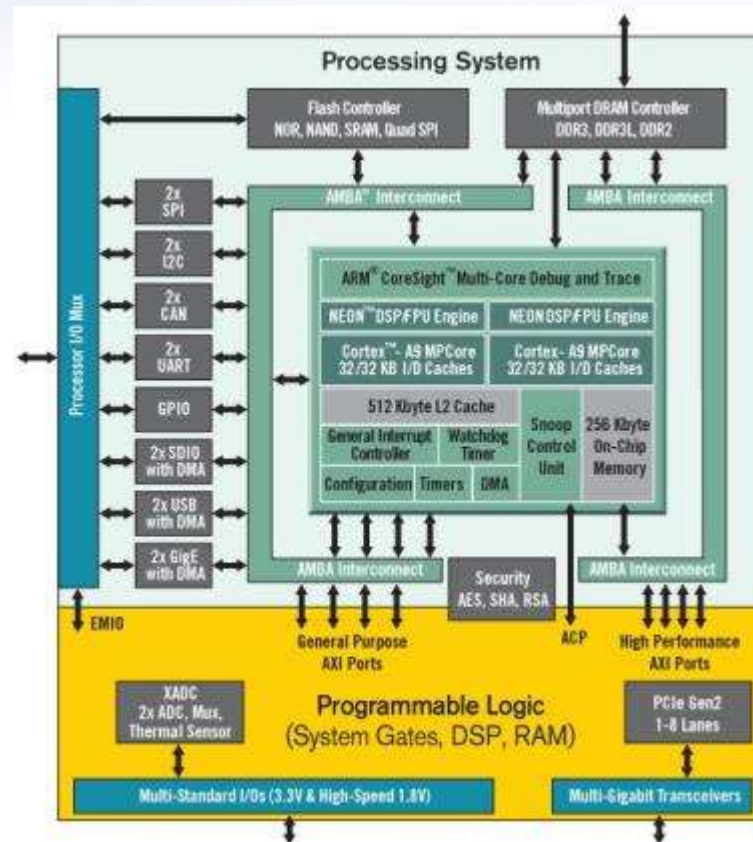 Processing System
Flash Controller
NOR, NAND, SRAM, Quad SPI
Multiport DRAM Controller
DDR3, DDR3L, DDR2
AMBA™ Interconnect
AMBA Interconnect
Processor I/O Mux
2x
SPI
2x
I2C
2x
CAN
2x
UART
GPIO
2x SDIO
with DMA
2x USB
with DMA
2x GigE
with DMA
ARM® CoreSight™ Multi-Core Debug and Trace
NEON™ DSP/FPU Engine
NEON DSP/FPU Engine
Cortex™- A9 MPCore
32/32 KB I/D Caches
Cortex- A9 MPCore
32/32 KB I/D Caches
512 Kbyte L2 Cache
General Interrupt
Controller
Watchdog
Timer
Configuration
Timers
DMA
Snoop
Control
Unit
256 Kbyte
On-Chip
Memory
AMBA Interconnect
Security
AES, SHA, RSA
AMBA Interconnect
EMIO
General Purpose
AXI Ports
ACP
High Performance
AXI Ports
XADC
2x ADC, Mux,
Thermal Sensor
Programmable Logic
(System Gates, DSP, RAM)
PCIe Gen2
1-8 Lanes
Multi-Standard I/Os (3.3V & High-Speed 1.8V)
Multi-Gigabit Transceivers